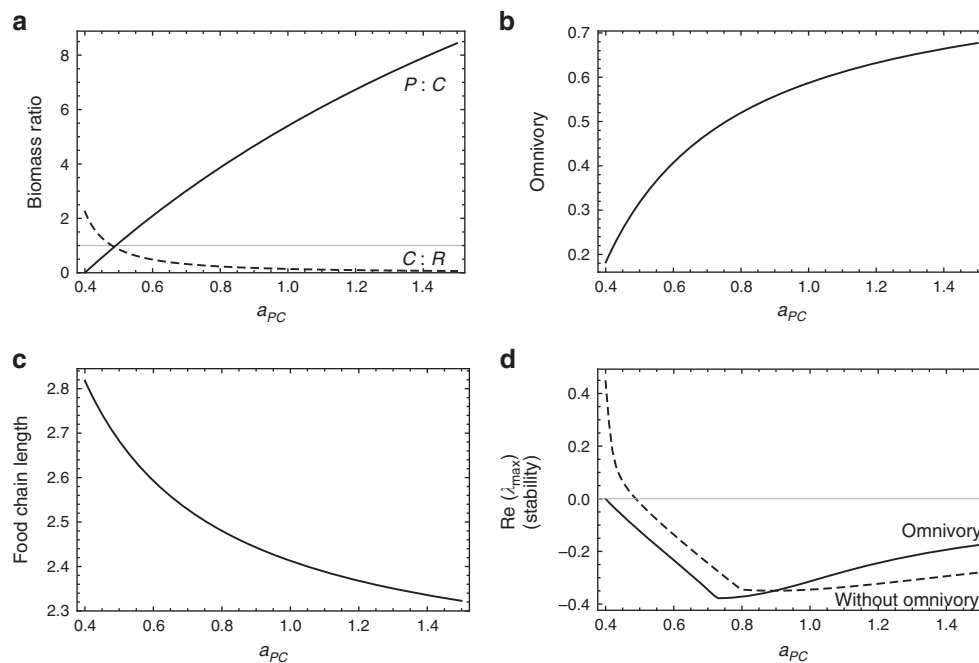 a
8
6
4
2
0
Biomass ratio
P : C
C : R
0.4 0.6 0.8 1.0 1.2 1.4
aPC
b
0.7
0.6
0.5
0.4
0.3
0.2
Omnivory
0.4 0.6 0.8 1.0 1.2 1.4
aPC
c
2.8
2.7
2.6
2.5
2.4
2.3
Food chain length
0.4 0.6 0.8 1.0 1.2 1.4
aPC
d
0.4
0.2
0.0
−0.2
−0.4
Re (λmax)
(stability)
Omnivory
Without omnivory
0.4 0.6 0.8 1.0 1.2 1.4
aPC